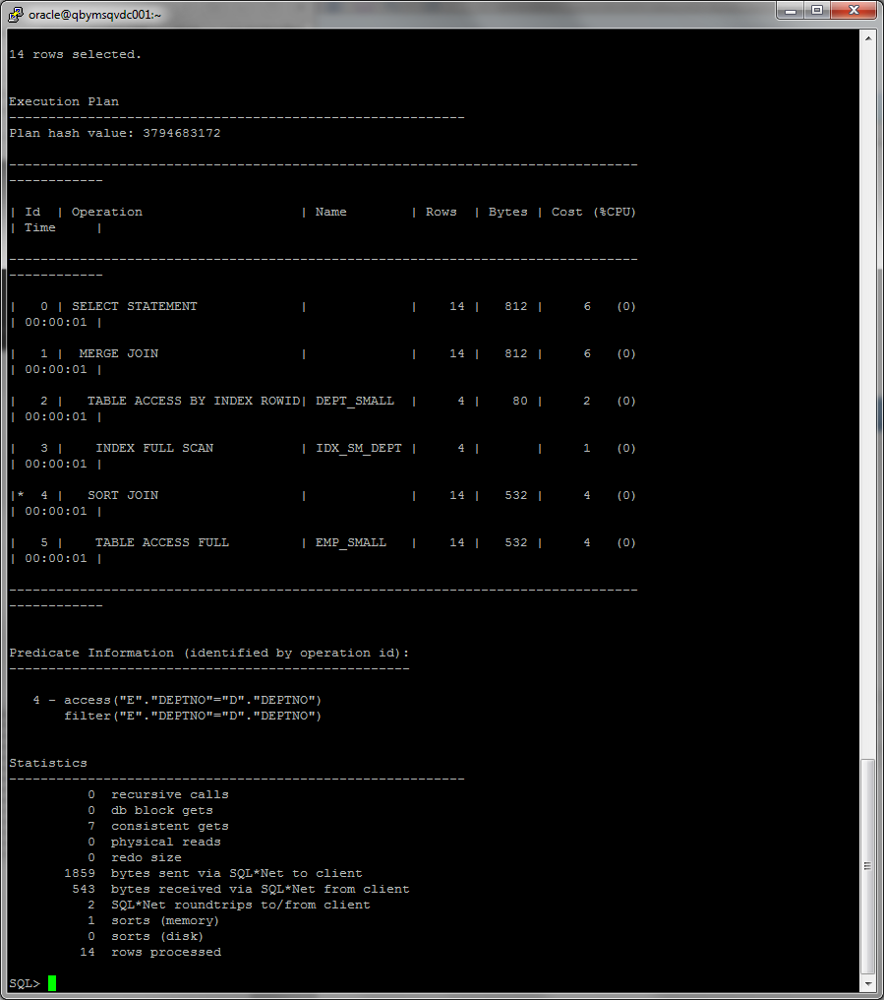 oracle@qbymsqvdc001:~
14 rows selected.
Execution Plan
----------------------------------------------------------
Plan hash value: 3794683172
--------------------------------------------------------------------------------
------------
| Id  | Operation                    | Name        | Rows  | Bytes | Cost (%CPU)
| Time     |
--------------------------------------------------------------------------------
------------
|   0 | SELECT STATEMENT             |             |    14 |   812 |     6   (0)
| 00:00:01 |
|   1 |  MERGE JOIN                  |             |    14 |   812 |     6   (0)
| 00:00:01 |
|   2 |   TABLE ACCESS BY INDEX ROWID| DEPT_SMALL  |     4 |    80 |     2   (0)
| 00:00:01 |
|   3 |    INDEX FULL SCAN           | IDX_SM_DEPT |     4 |       |     1   (0)
| 00:00:01 |
|*  4 |   SORT JOIN                  |             |    14 |   532 |     4   (0)
| 00:00:01 |
|   5 |    TABLE ACCESS FULL         | EMP_SMALL   |    14 |   532 |     4   (0)
| 00:00:01 |
--------------------------------------------------------------------------------
------------
Predicate Information (identified by operation id):
---------------------------------------------------
   4 - access("E"."DEPTNO"="D"."DEPTNO")
       filter("E"."DEPTNO"="D"."DEPTNO")
Statistics
----------------------------------------------------------
          0  recursive calls
          0  db block gets
          7  consistent gets
          0  physical reads
          0  redo size
       1859  bytes sent via SQL*Net to client
        543  bytes received via SQL*Net from client
          2  SQL*Net roundtrips to/from client
          1  sorts (memory)
          0  sorts (disk)
         14  rows processed
SQL>